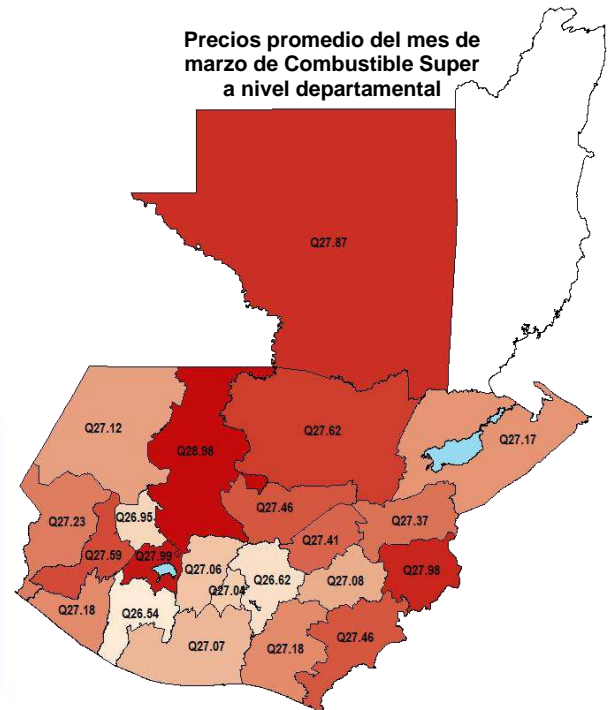 Precios promedio del mes de
marzo de Combustible Super
a nivel departamental
Q27.87
Q27.12
Q28.98
Q27.62
Q27.17
Q27.23
Q26.95
Q27.46
Q27.37
Q27.59
Q27.99
Q27.41
Q27.06
Q26.62
Q27.08
Q27.98
Q27.04
Q27.18
Q26.54
Q27.07
Q27.18
Q27.46